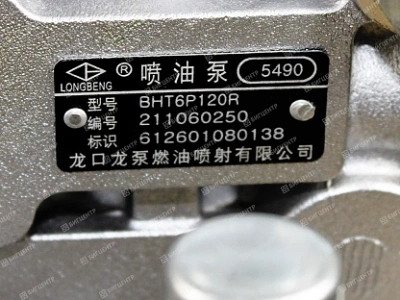 LONGBENG ® 喷油泵 5490
型号 BHT6P120R
编号 211060250
标识 612601080138
龙口龙泵燃油喷射有限公司
БИГЦЕНТР